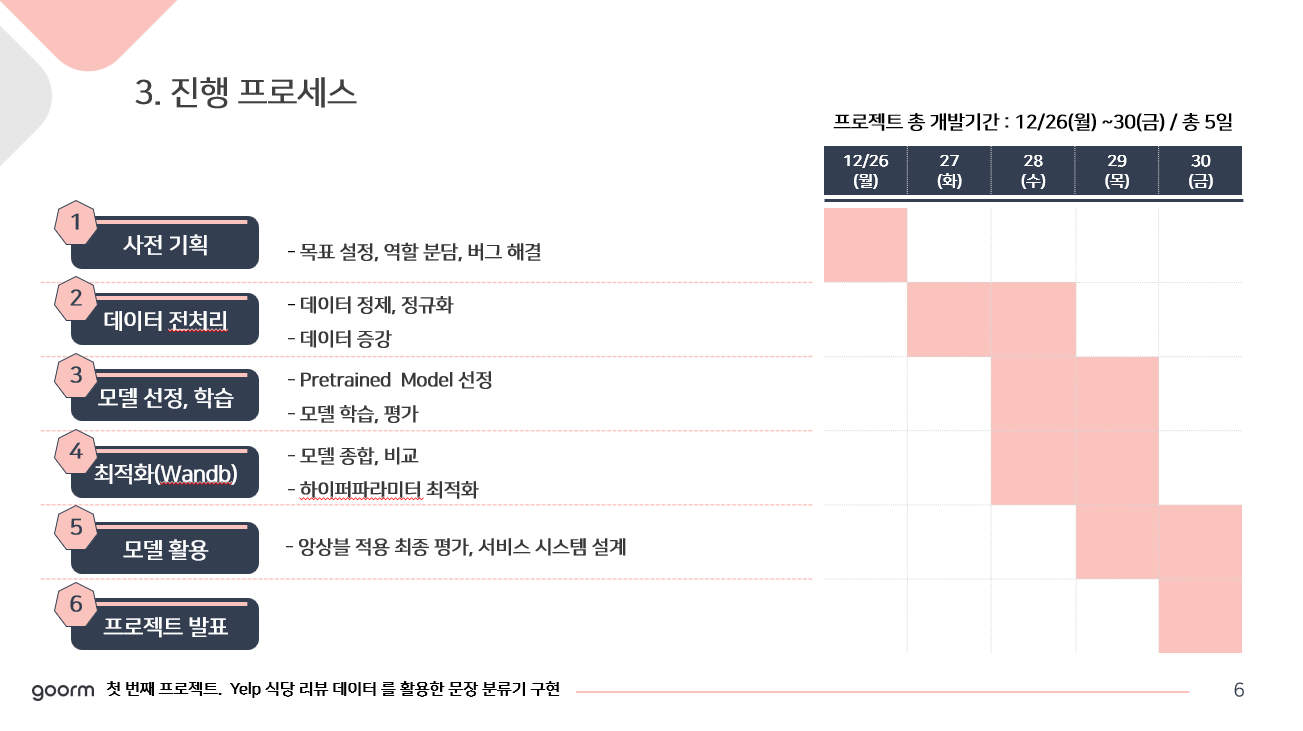 3. 진행 프로세스
프로젝트 총 개발기간 : 12/26(월) ~30(금) / 총 5일
12/26 27 28 29 30
(월) (화) (수) (목) (금)
1
사전 기획
- 목표 설정, 역할 분담, 버그 해결
2
데이터 전처리
- 데이터 정제, 정규화
- 데이터 증강
3
모델 선정, 학습
- Pretrained Model 선정
- 모델 학습, 평가
4
최적화(Wandb)
- 모델 종합, 비교
- 하이퍼파라미터 최적화
5
모델 활용
- 앙상블 적용 최종 평가, 서비스 시스템 설계
6
프로젝트 발표
goorm 첫 번째 프로젝트. Yelp 식당 리뷰 데이터 를 활용한 문장 분류기 구현
6